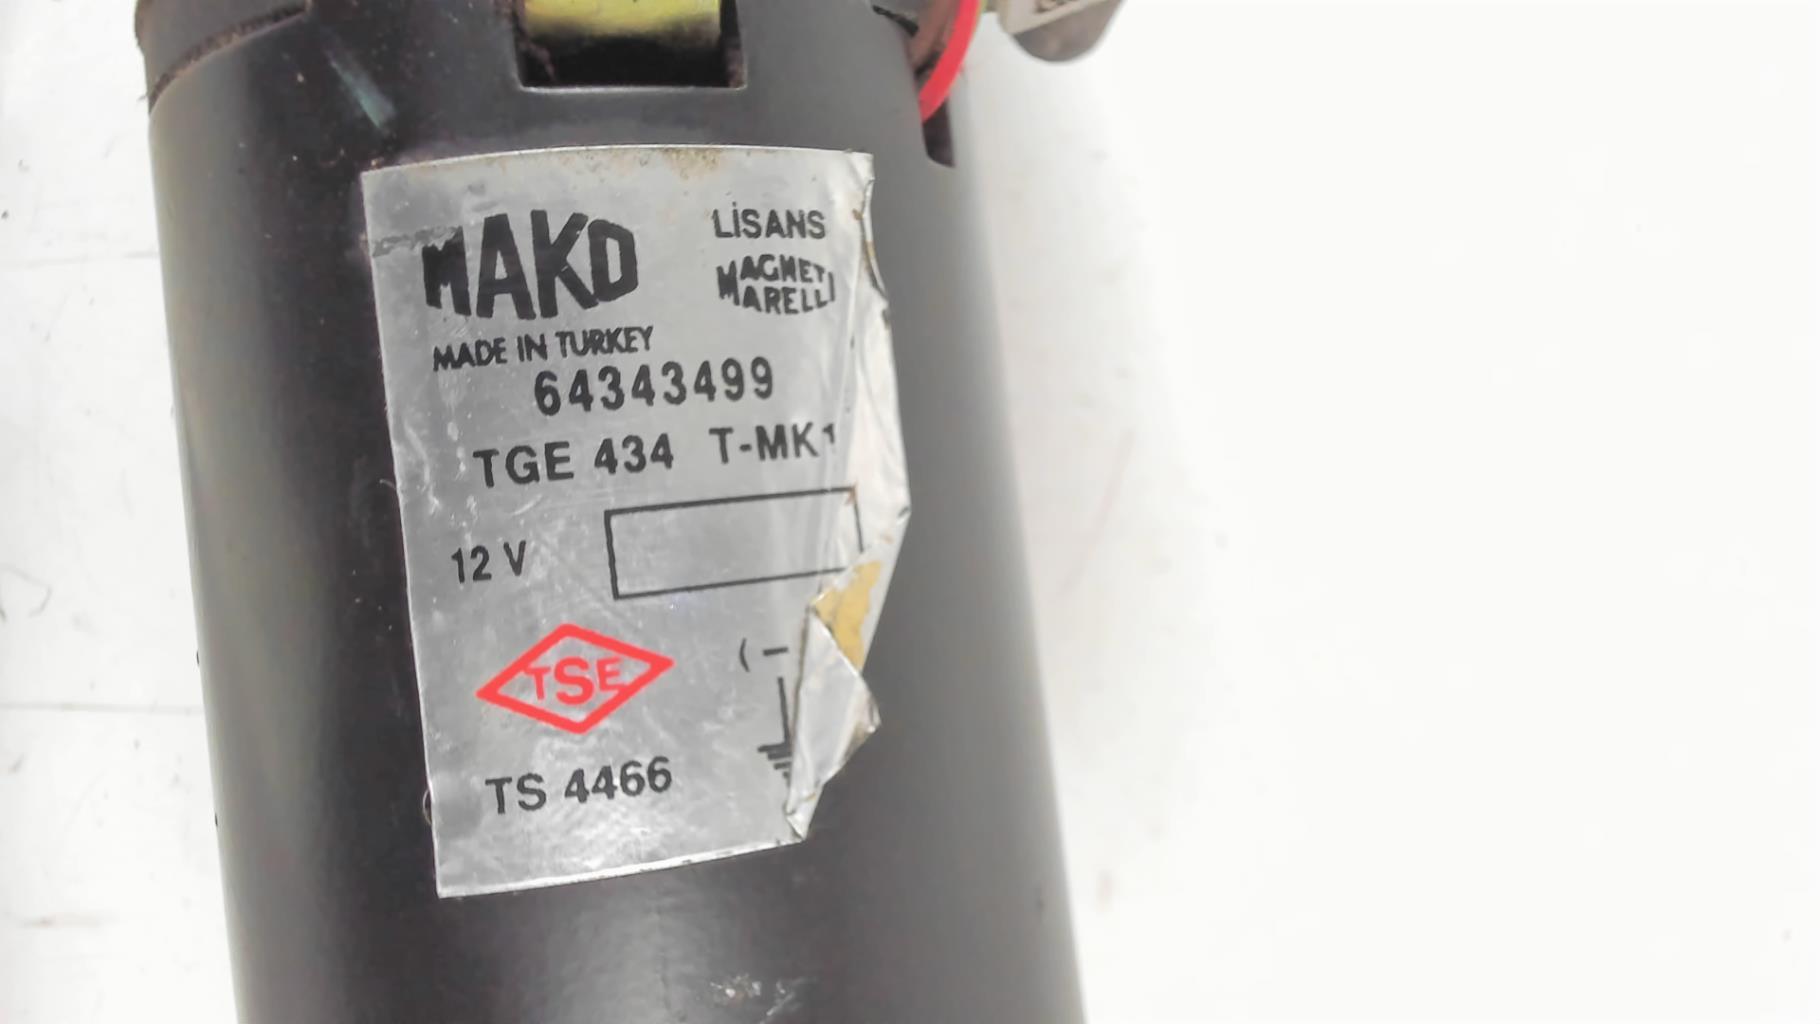 MAKO
LİSANS
MAGNETI
MARELLI
MADE IN TURKEY
64343499
TGE 434 T-MK1
12 V
TSE
(-
TS 4466